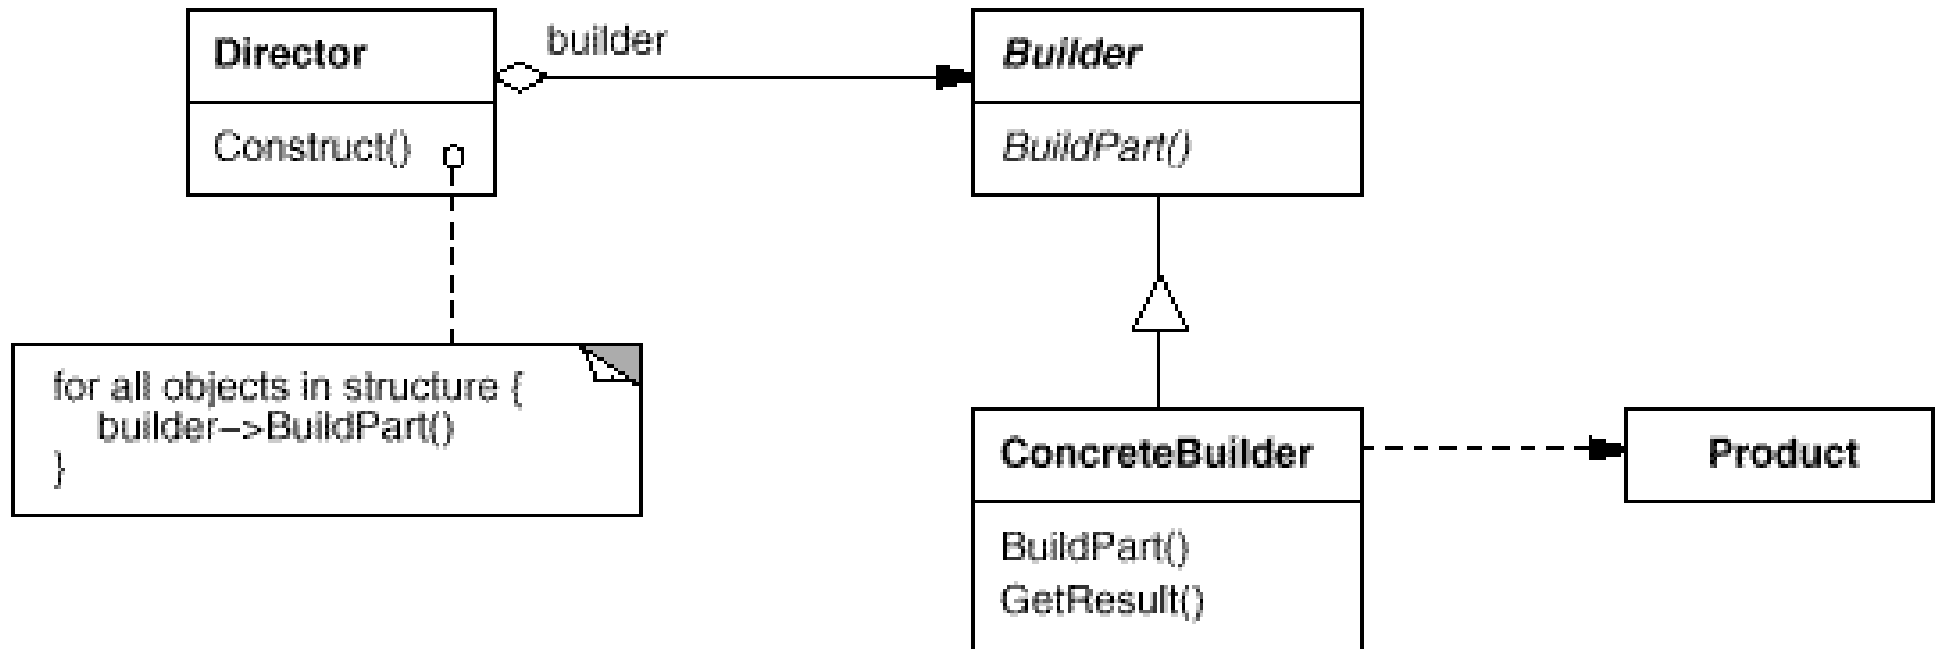 Director
Construct()
builder
Builder
BuildPart()
for all objects in structure {
builder–>BuildPart()
}
ConcreteBuilder
BuildPart()
GetResult()
Product